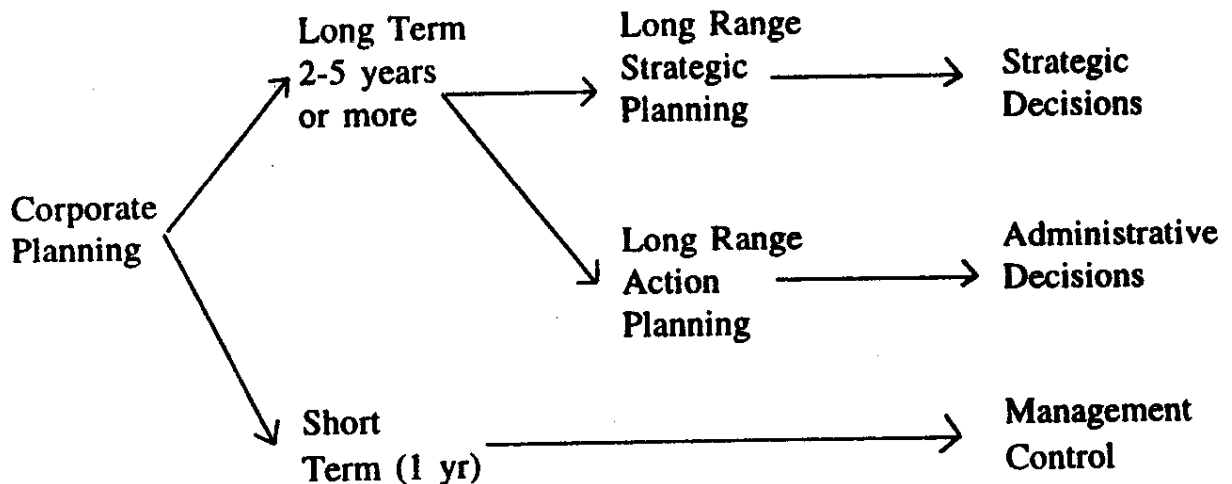 Long Term
2-5 years
or more
Long Range
Strategic
Planning
Strategic
Decisions
Corporate
Planning
Long Range
Action
Planning
Administrative
Decisions
Short
Term (1 yr)
Management
Control